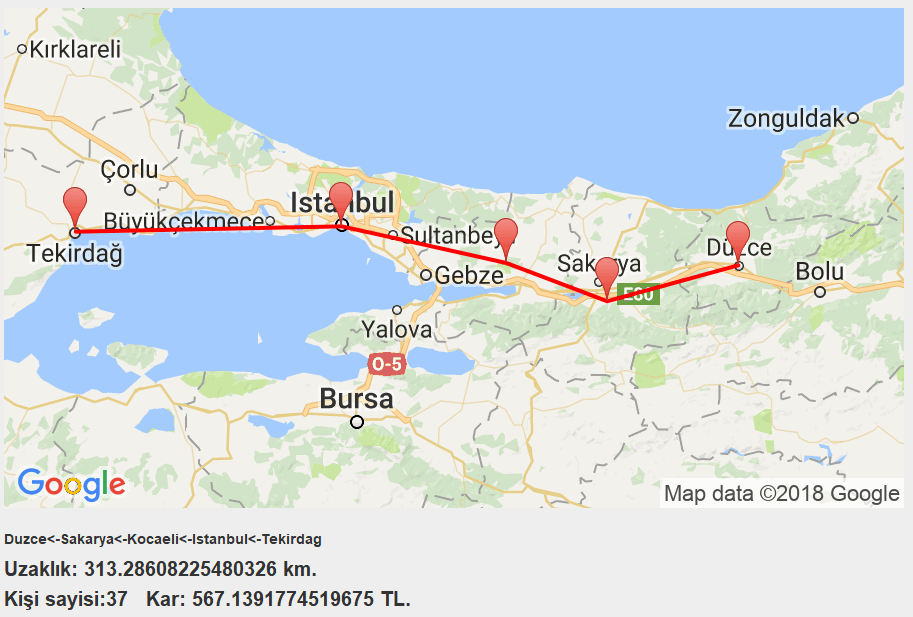 Kırklareli
Zonguldak
Çorlu
Istanbul
Büyükçekmece
Sultanbeyli
Tekirdağ
Düzce
Sakarya
Gebze
Bolu
E80
Yalova
O-5
Bursa
Google
Map data ©2018 Google
Duzce<-Sakarya<-Kocaeli<-Istanbul<-Tekirdag
Uzaklık: 313.28608225480326 km.
Kişi sayisi:37 Kar: 567.1391774519675 TL.